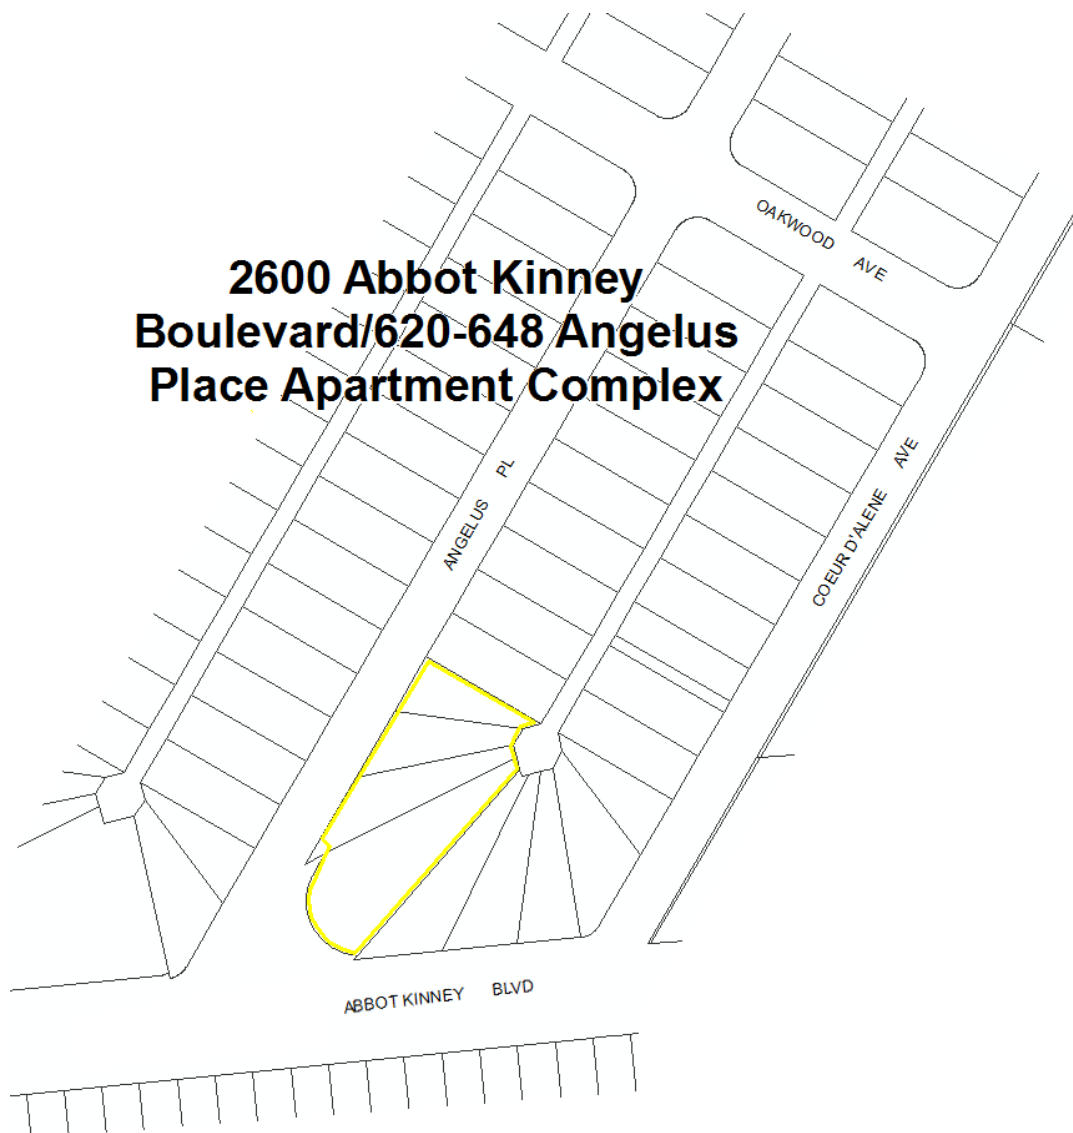 OAKWOOD AVE
2600 Abbot Kinney
Boulevard/620-648 Angelus
Place Apartment Complex
ANGELUS PL
COEUR D'ALENE AVE
ABBOT KINNEY BLVD